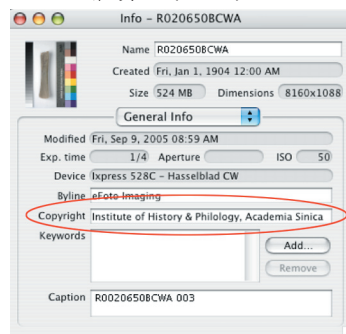 Info – R020650BCWA
Name R020650BCWA
Created Fri, Jan 1, 1904 12:00 AM
Size 524 MB Dimensions 8160x1088
General Info
Modified Fri, Sep 9, 2005 08:59 AM
Exp. time 1/4 Aperture ISO 50
Device Ixpress 528C – Hasselblad CW
Byline eFoto Imaging
Copyright Institute of History & Philology, Academia Sinica
Keywords
Add...
Remove
Caption R0020650BCWA 003